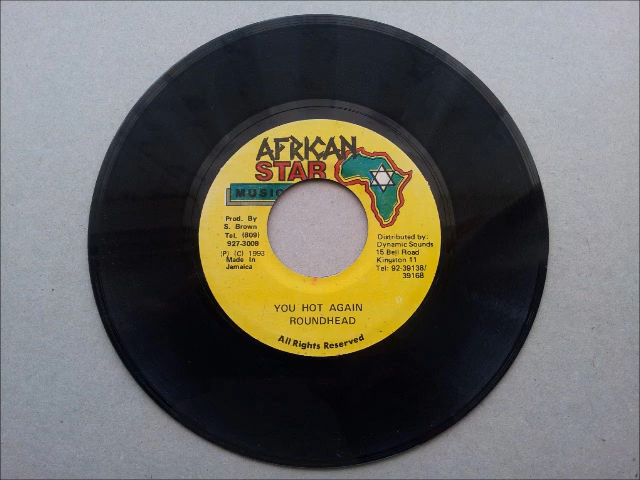 AFRICAN
STAR
MUSIC
Prod. By
S. Brown
Tel. (809)
927-3009
(P) (C) 1993
Made In
Jamaica
Distributed by:
Dynamic Sounds
15 Bell Road
Kingston 11
Tel: 92-39138/
39168
YOU HOT AGAIN
ROUNDHEAD
All Rights Reserved